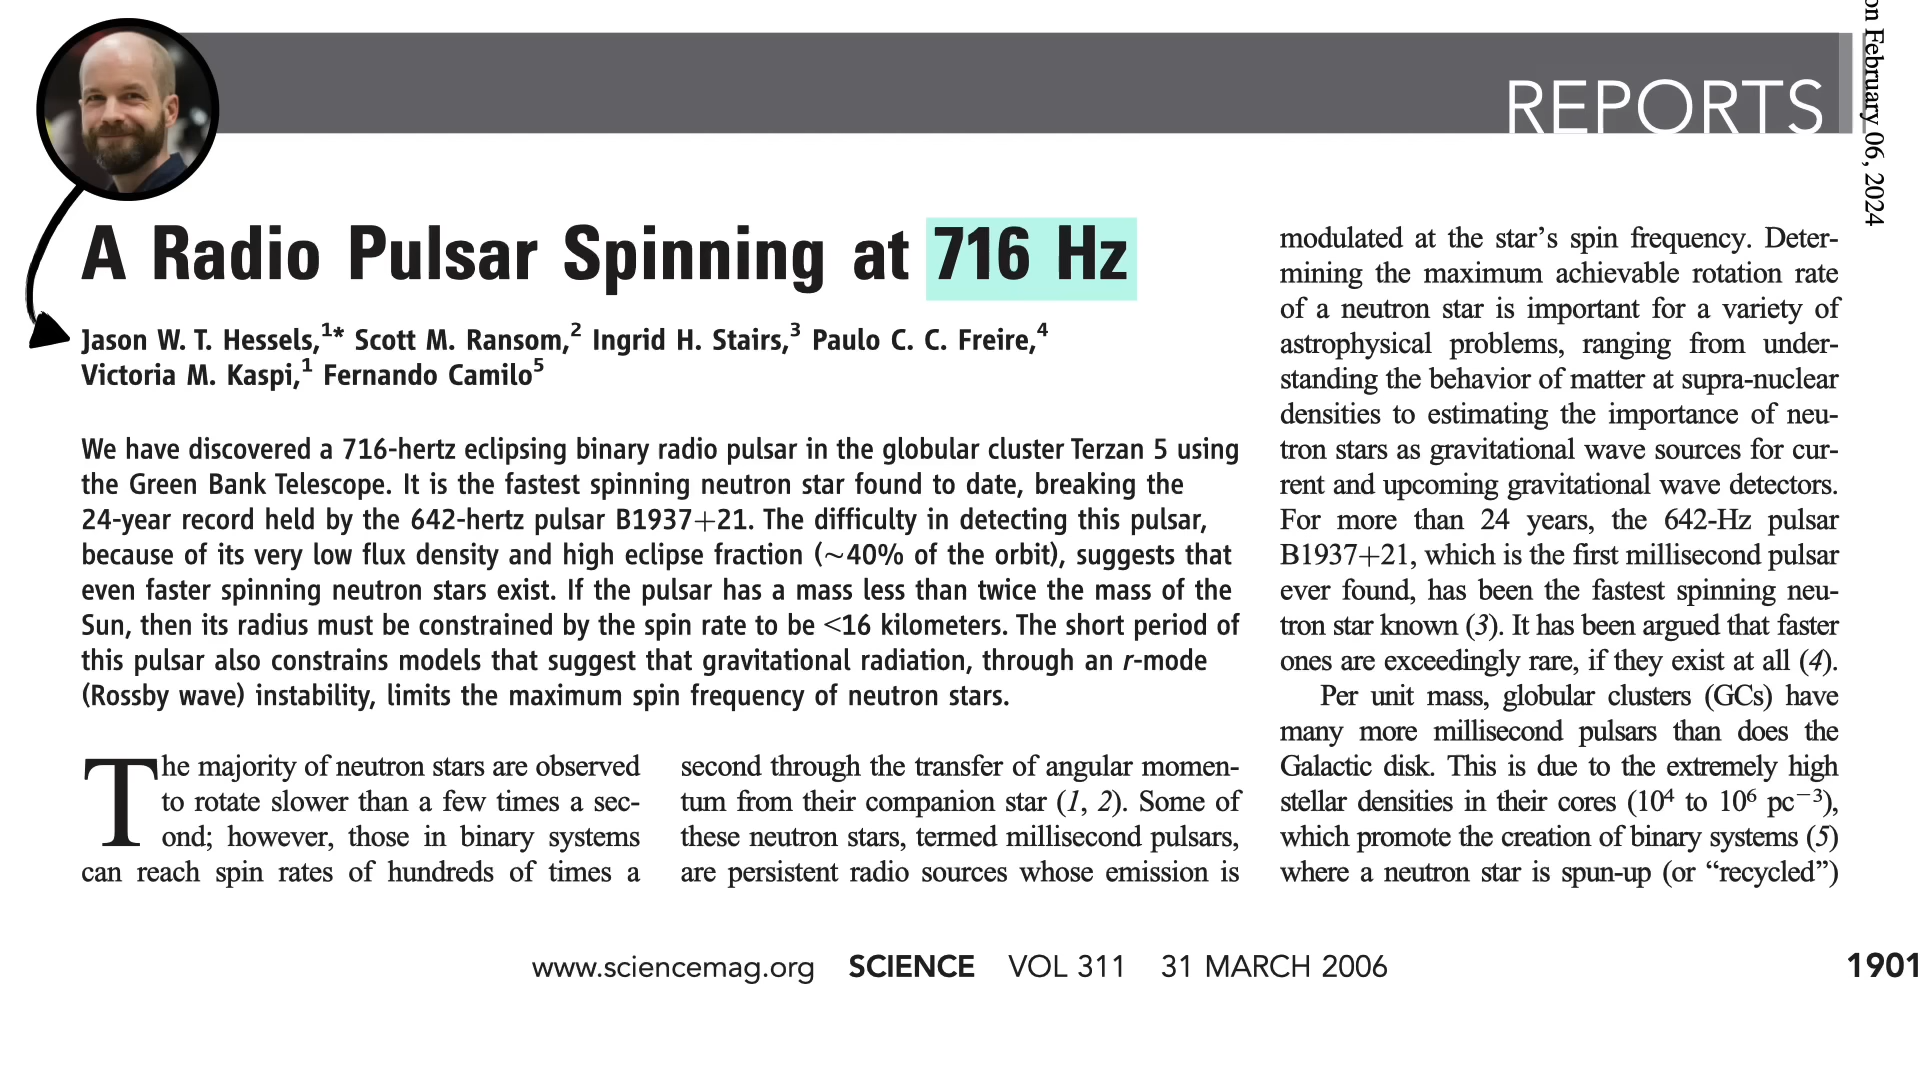 on February 06, 2024
REPORTS
A Radio Pulsar Spinning at 716 Hz
Jason W. T. Hessels,1* Scott M. Ransom,2 Ingrid H. Stairs,3 Paulo C. C. Freire,4
Victoria M. Kaspi,1 Fernando Camilo5
We have discovered a 716-hertz eclipsing binary radio pulsar in the globular cluster Terzan 5 using
the Green Bank Telescope. It is the fastest spinning neutron star found to date, breaking the
24-year record held by the 642-hertz pulsar B1937+21. The difficulty in detecting this pulsar,
because of its very low flux density and high eclipse fraction (~40% of the orbit), suggests that
even faster spinning neutron stars exist. If the pulsar has a mass less than twice the mass of the
Sun, then its radius must be constrained by the spin rate to be <16 kilometers. The short period of
this pulsar also constrains models that suggest that gravitational radiation, through an r-mode
(Rossby wave) instability, limits the maximum spin frequency of neutron stars.
The majority of neutron stars are observed
to rotate slower than a few times a sec-
ond; however, those in binary systems
can reach spin rates of hundreds of times a
second through the transfer of angular momen-
tum from their companion star (1, 2). Some of
these neutron stars, termed millisecond pulsars,
are persistent radio sources whose emission is
modulated at the star's spin frequency. Deter-
mining the maximum achievable rotation rate
of a neutron star is important for a variety of
astrophysical problems, ranging from under-
standing the behavior of matter at supra-nuclear
densities to estimating the importance of neu-
tron stars as gravitational wave sources for cur-
rent and upcoming gravitational wave detectors.
For more than 24 years, the 642-Hz pulsar
B1937+21, which is the first millisecond pulsar
ever found, has been the fastest spinning neu-
tron star known (3). It has been argued that faster
ones are exceedingly rare, if they exist at all (4).
Per unit mass, globular clusters (GCs) have
many more millisecond pulsars than does the
Galactic disk. This is due to the extremely high
stellar densities in their cores (10⁴ to 10⁶ pc⁻³),
which promote the creation of binary systems (5)
where a neutron star is spun-up (or “recycled”)
www.sciencemag.org SCIENCE VOL 311 31 MARCH 2006
1901